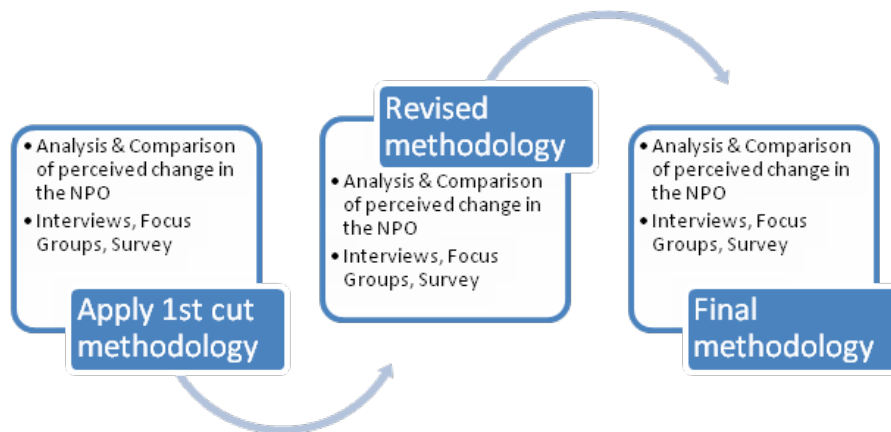 • Analysis & Comparison
of perceived change in
the NPO
• Interviews, Focus
Groups, Survey
Apply 1st cut
methodology
Revised
methodology
• Analysis & Comparison
of perceived change in
the NPO
• Interviews, Focus
Groups, Survey
• Analysis & Comparison
of perceived change in
the NPO
• Interviews, Focus
Groups, Survey
Final
methodology